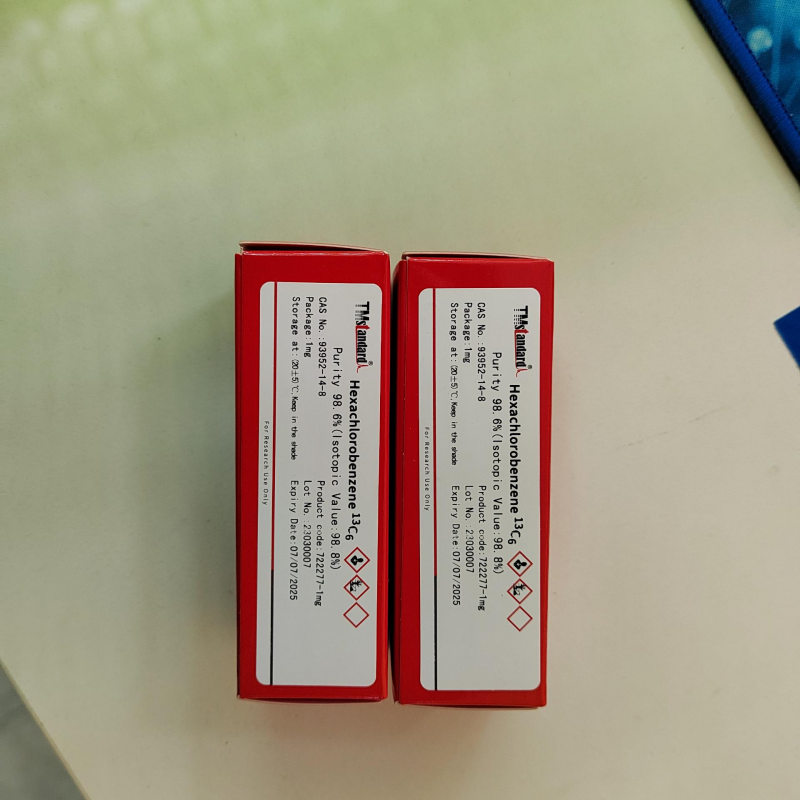 TMstandard®
Hexachlorobenzene ¹³C₆
Purity 98.6%(Isotopic Value:98.8%)
CAS No.:93952-14-8
Product code:722277-1mg
Package:1mg
Lot No. 23030007
Storage at:(20±5)℃,Keep in the shade
Expiry Date:07/07/2025
For Research Use Only
TMstandard®
Hexachlorobenzene ¹³C₆
Purity 98.6%(Isotopic Value:98.8%)
CAS No.:93952-14-8
Product code:722277-1mg
Package:1mg
Lot No. 23030007
Storage at:(20±5)℃,Keep in the shade
Expiry Date:07/07/2025
For Research Use Only